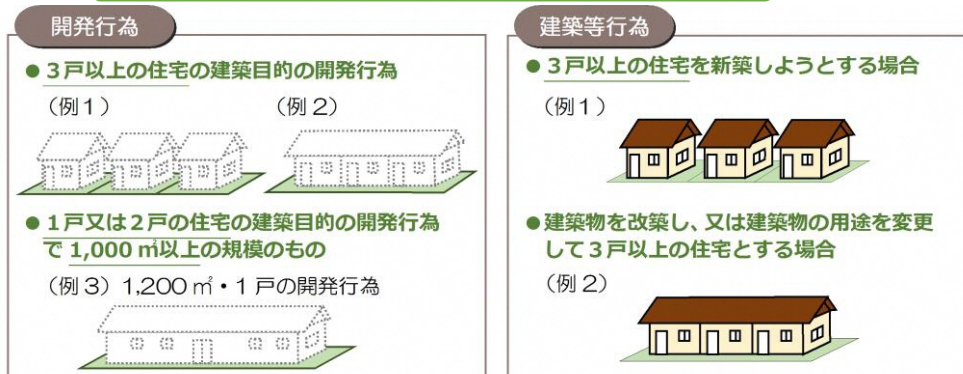 開発行為
●３戸以上の住宅の建築目的の開発行為
（例１）
（例２）
●１戸又は２戸の住宅の建築目的の開発行為
で 1,000 ㎡以上の規模のもの
（例３）1,200 ㎡・１戸の開発行為
建築等行為
●３戸以上の住宅を新築しようとする場合
（例１）
●建築物を改築し、又は建築物の用途を変更
して３戸以上の住宅とする場合
（例２）